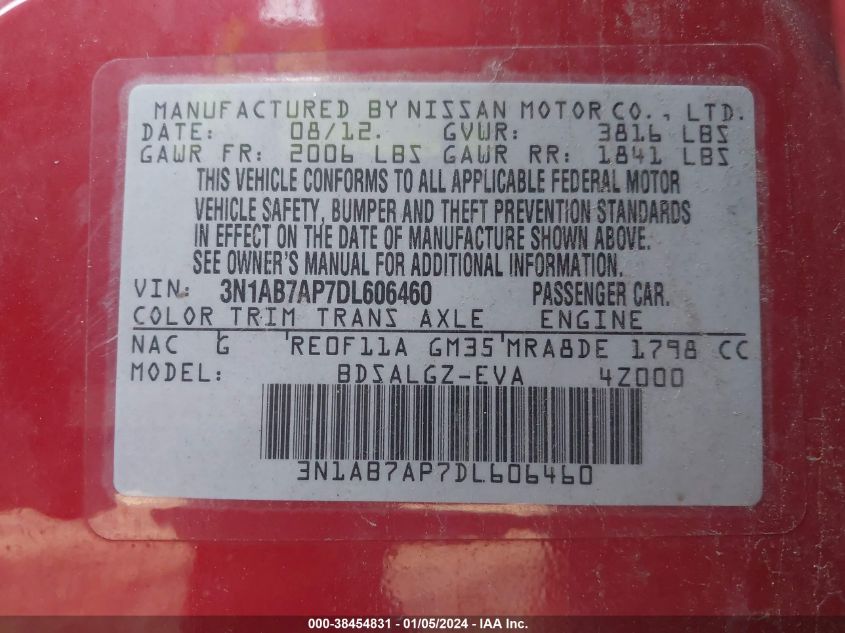 MANUFACTURED BY NISSAN MOTOR CO., LTD.
DATE: 08/12. GVWR: 3816 LBS
GAWR FR: 2006 LBS GAWR RR: 1841 LBS
THIS VEHICLE CONFORMS TO ALL APPLICABLE FEDERAL MOTOR
VEHICLE SAFETY, BUMPER AND THEFT PREVENTION STANDARDS
IN EFFECT ON THE DATE OF MANUFACTURE SHOWN ABOVE.
SEE OWNER'S MANUAL FOR ADDITIONAL INFORMATION.
VIN: 3N1AB7AP7DL606460 PASSENGER CAR.
COLOR TRIM TRANS AXLE ENGINE
NAC G RE0F11A GM35 MRA8DE 1798 CC
MODEL: BDSALGZ-EVA 4Z000
3N1AB7AP7DL606460
000-38454831 - 01/05/2024 - IAA Inc.